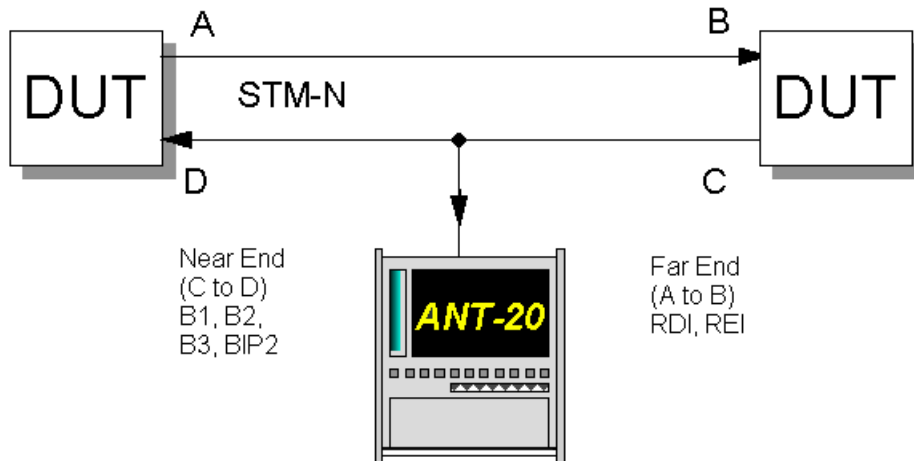 A
B
DUT
DUT
STM-N
D
C
Near End
(C to D)
B1, B2,
B3, BIP2
ANT-20
Far End
(A to B)
RDI, REI